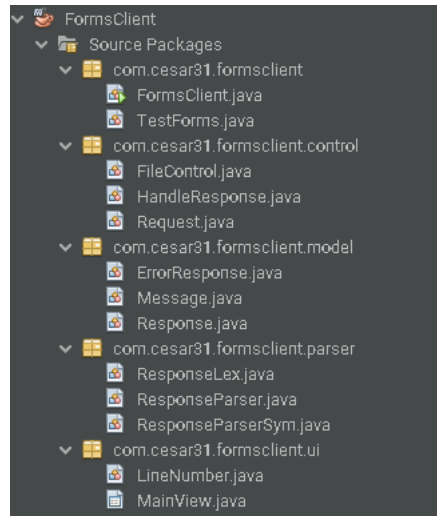 FormsClient
Source Packages
com.cesar31.formsclient
FormsClient.java
TestForms.java
com.cesar31.formsclient.control
FileControl.java
HandleResponse.java
Request.java
com.cesar31.formsclient.model
ErrorResponse.java
Message.java
Response.java
com.cesar31.formsclient.parser
ResponseLex.java
ResponseParser.java
ResponseParserSym.java
com.cesar31.formsclient.ui
LineNumber.java
MainView.java